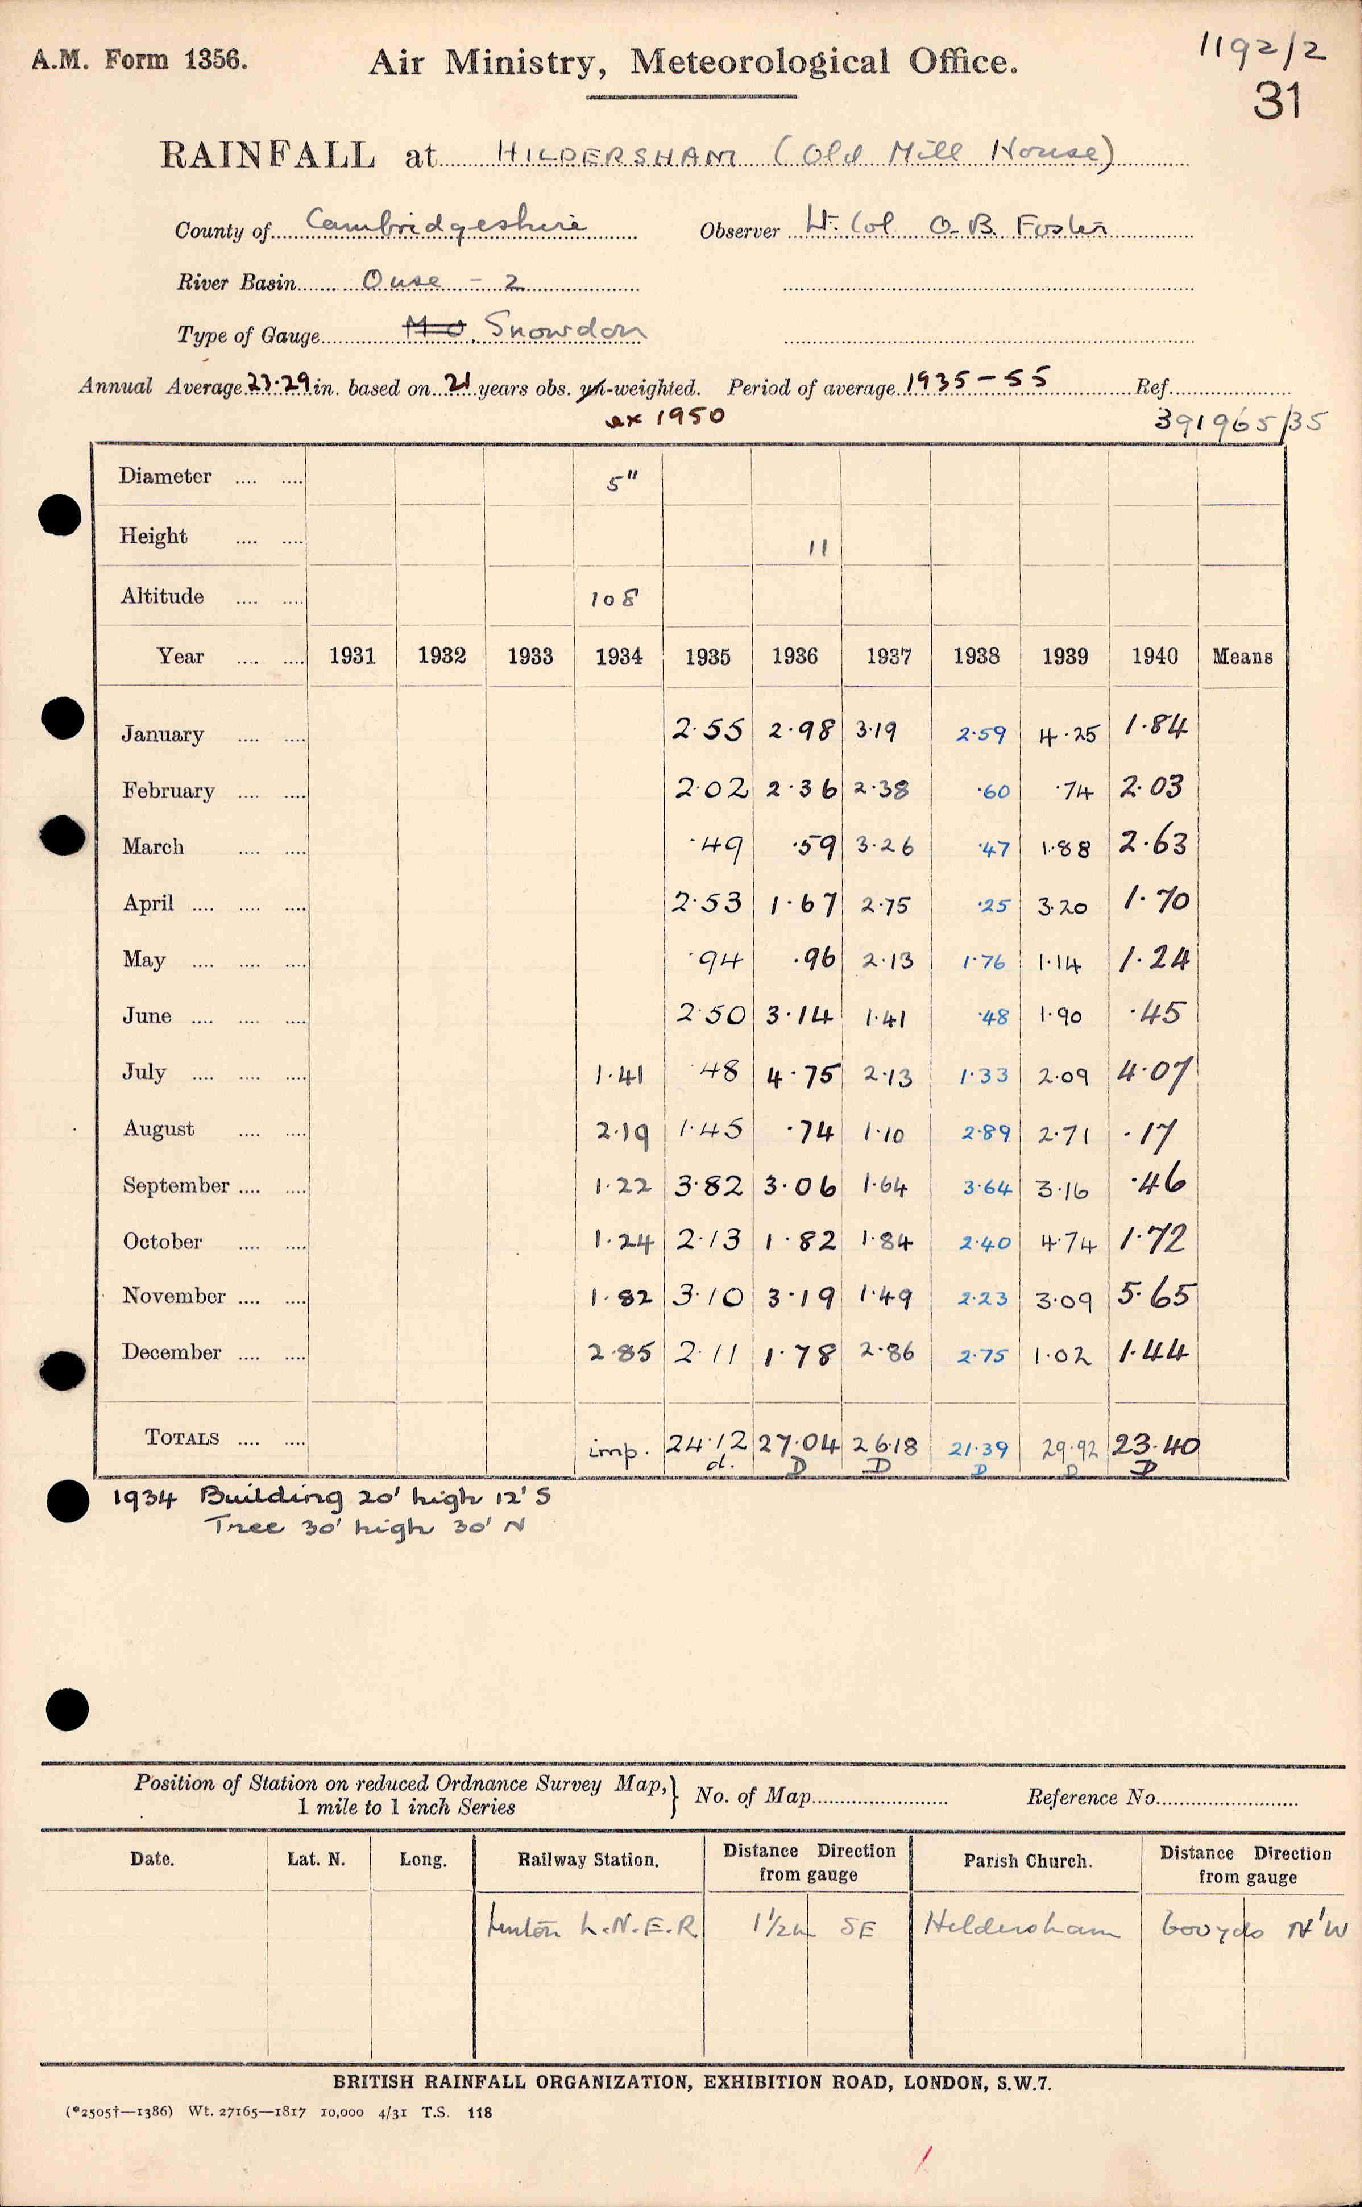 A.M. Form 1356. Air Ministry, Meteorological Office. 1192/2
31
RAINFALL at HILDERSHAM (Old Mill House)
County of Cambridgeshire Observer Lt. Col O.B. Foster
River Basin Ouse - 2
Type of Gauge M O. Snowdon
Annual Average 23.29 in. based on 21 years obs. un-weighted. Period of average 1935-55 Ref.
ex 1950 391965/35
Diameter .... .... 5"
Height .... .... 11
Altitude .... .... 108
Year .... .... 1931 1932 1933 1934 1935 1936 1937 1938 1939 1940 Means
January .... .... 2.55 2.98 3.19 2.59 4.25 1.84
February .... .... 2.02 2.36 2.38 .60 .74 2.03
March .... .... .49 .59 3.26 .47 1.88 2.63
April .... .... .... 2.53 1.67 2.75 .25 3.20 1.70
May .... .... .... .94 .96 2.13 1.76 1.14 1.24
June .... .... .... 2.50 3.14 1.41 .48 1.90 .45
July .... .... .... 1.41 .48 4.75 2.13 1.33 2.09 4.07
August .... .... 2.19 1.45 .74 1.10 2.89 2.71 .17
September .... .... 1.22 3.82 3.06 1.64 3.64 3.16 .46
October .... .... 1.24 2.13 1.82 1.84 2.40 4.74 1.72
November .... .... 1.82 3.10 3.19 1.49 2.23 3.09 5.65
December .... .... 2.85 2.11 1.78 2.86 2.75 1.02 1.44
TOTALS .... .... imp. 24.12 27.04 26.18 21.39 29.92 23.40
d. D D D D D
1934 Building 20' high 12' S
Tree 30' high 30' N
Position of Station on reduced Ordnance Survey Map, } No. of Map Reference No.
1 mile to 1 inch Series
Date. Lat. N. Long. Railway Station. Distance Direction from gauge Parish Church. Distance Direction from gauge
Linton L.N.E.R 1½m SE Hildersham 600 yds N'W
BRITISH RAINFALL ORGANIZATION, EXHIBITION ROAD, LONDON, S.W.7.
(*2505†—1386) Wt. 27165—1817 10,000 4/31 T.S. 118